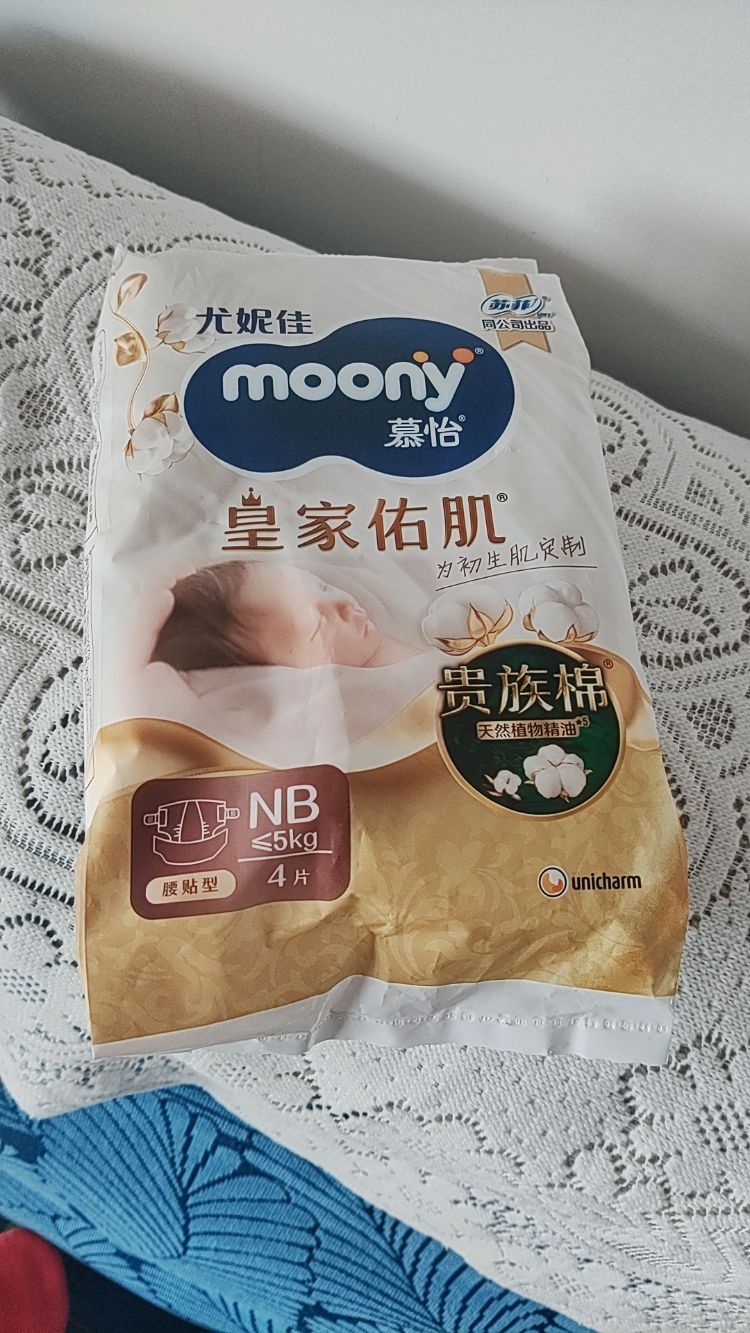 尤妮佳
苏菲®
同公司出品
moony®
慕怡®
皇家佑肌®
为初生肌定制
贵族棉®
天然植物精油*5
NB
≤5kg
4片
腰贴型
unicharm